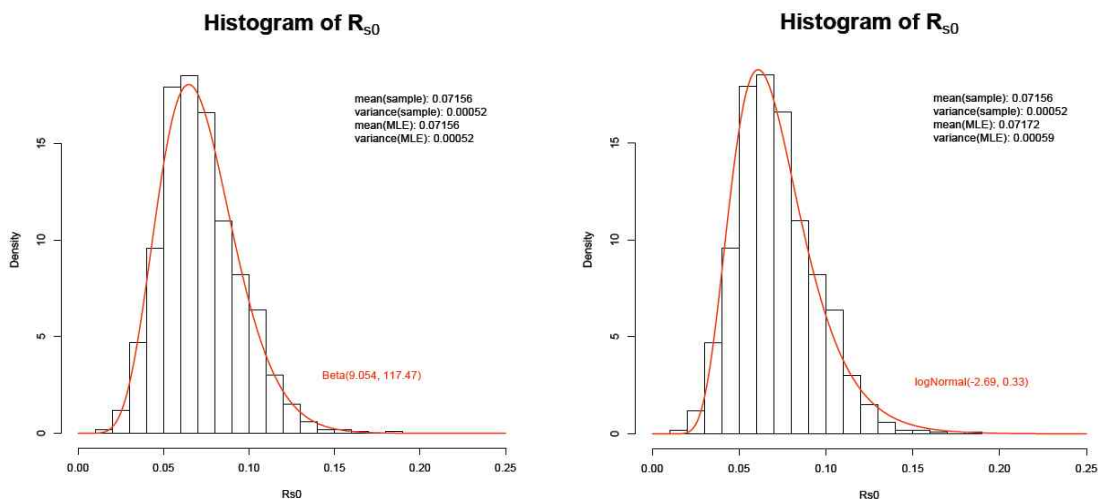 Histogram of Rs0
mean(sample): 0.07156
variance(sample): 0.00052
mean(MLE): 0.07156
variance(MLE): 0.00052
Density
0
5
10
15
Beta(9.054, 117.47)
0.00 0.05 0.10 0.15 0.20 0.25
Rs0
Histogram of Rs0
mean(sample): 0.07156
variance(sample): 0.00052
mean(MLE): 0.07172
variance(MLE): 0.00059
Density
0
5
10
15
logNormal(-2.69, 0.33)
0.00 0.05 0.10 0.15 0.20 0.25
Rs0